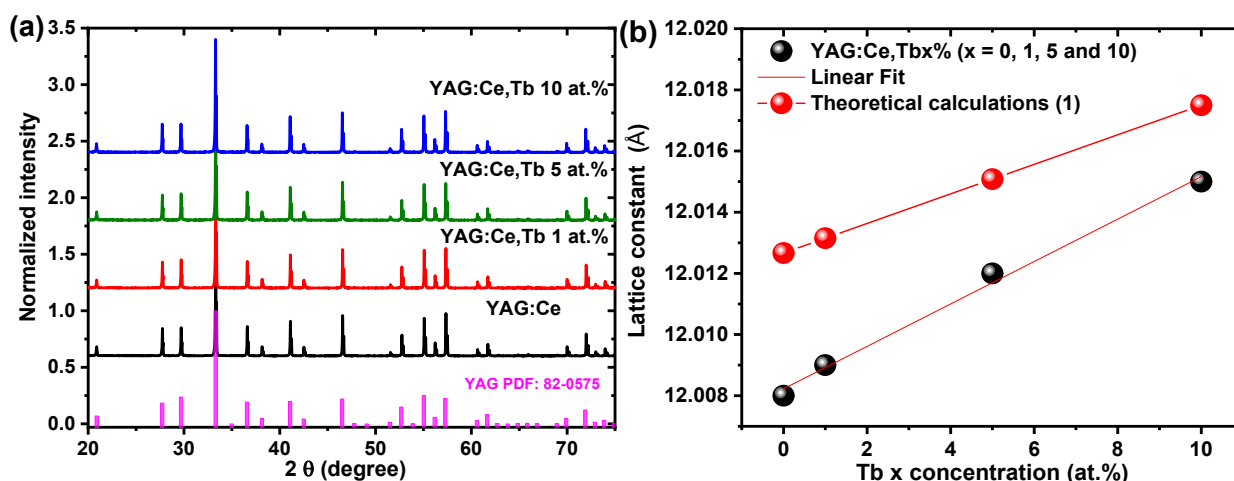 (a)
3.5
3.0
2.5
2.0
1.5
1.0
0.5
0.0
Normalized intensity
YAG:Ce,Tb 10 at.%
YAG:Ce,Tb 5 at.%
YAG:Ce,Tb 1 at.%
YAG:Ce
YAG PDF: 82-0575
20 30 40 50 60 70
2 θ (degree)
(b)
12.020
12.018
12.016
12.014
12.012
12.010
12.008
Lattice constant (Å)
YAG:Ce,Tbx% (x = 0, 1, 5 and 10)
Linear Fit
Theoretical calculations (1)
0 2 4 6 8 10
Tb x concentration (at.%)